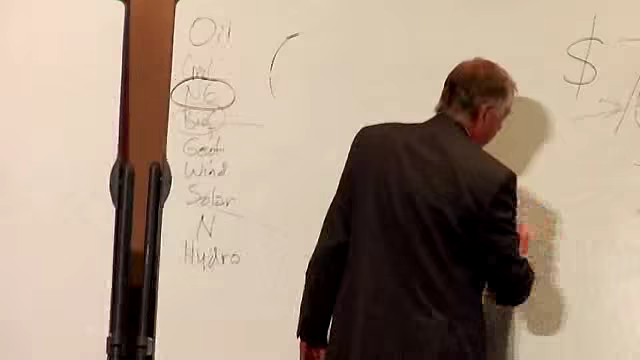 Oil
Coal
NG
Bio
Geot
Wind
Solar
N
Hydro
$